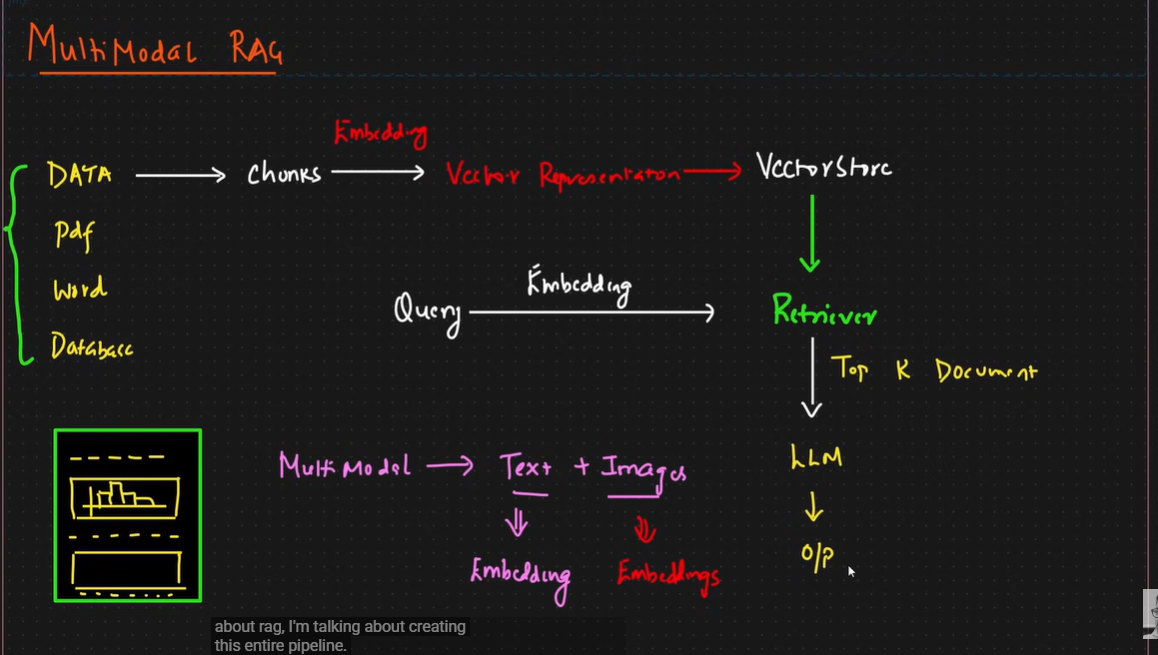 MultiModal RAG
Embedding
DATA → Chunks → Vector Representation → VectorStore
Pdf
Word
Database
Embedding
Query → Retriever
Top K Document
MultiModal → Text + Images
LLM
Embedding Embeddings
O/P
about rag, I'm talking about creating
this entire pipeline.